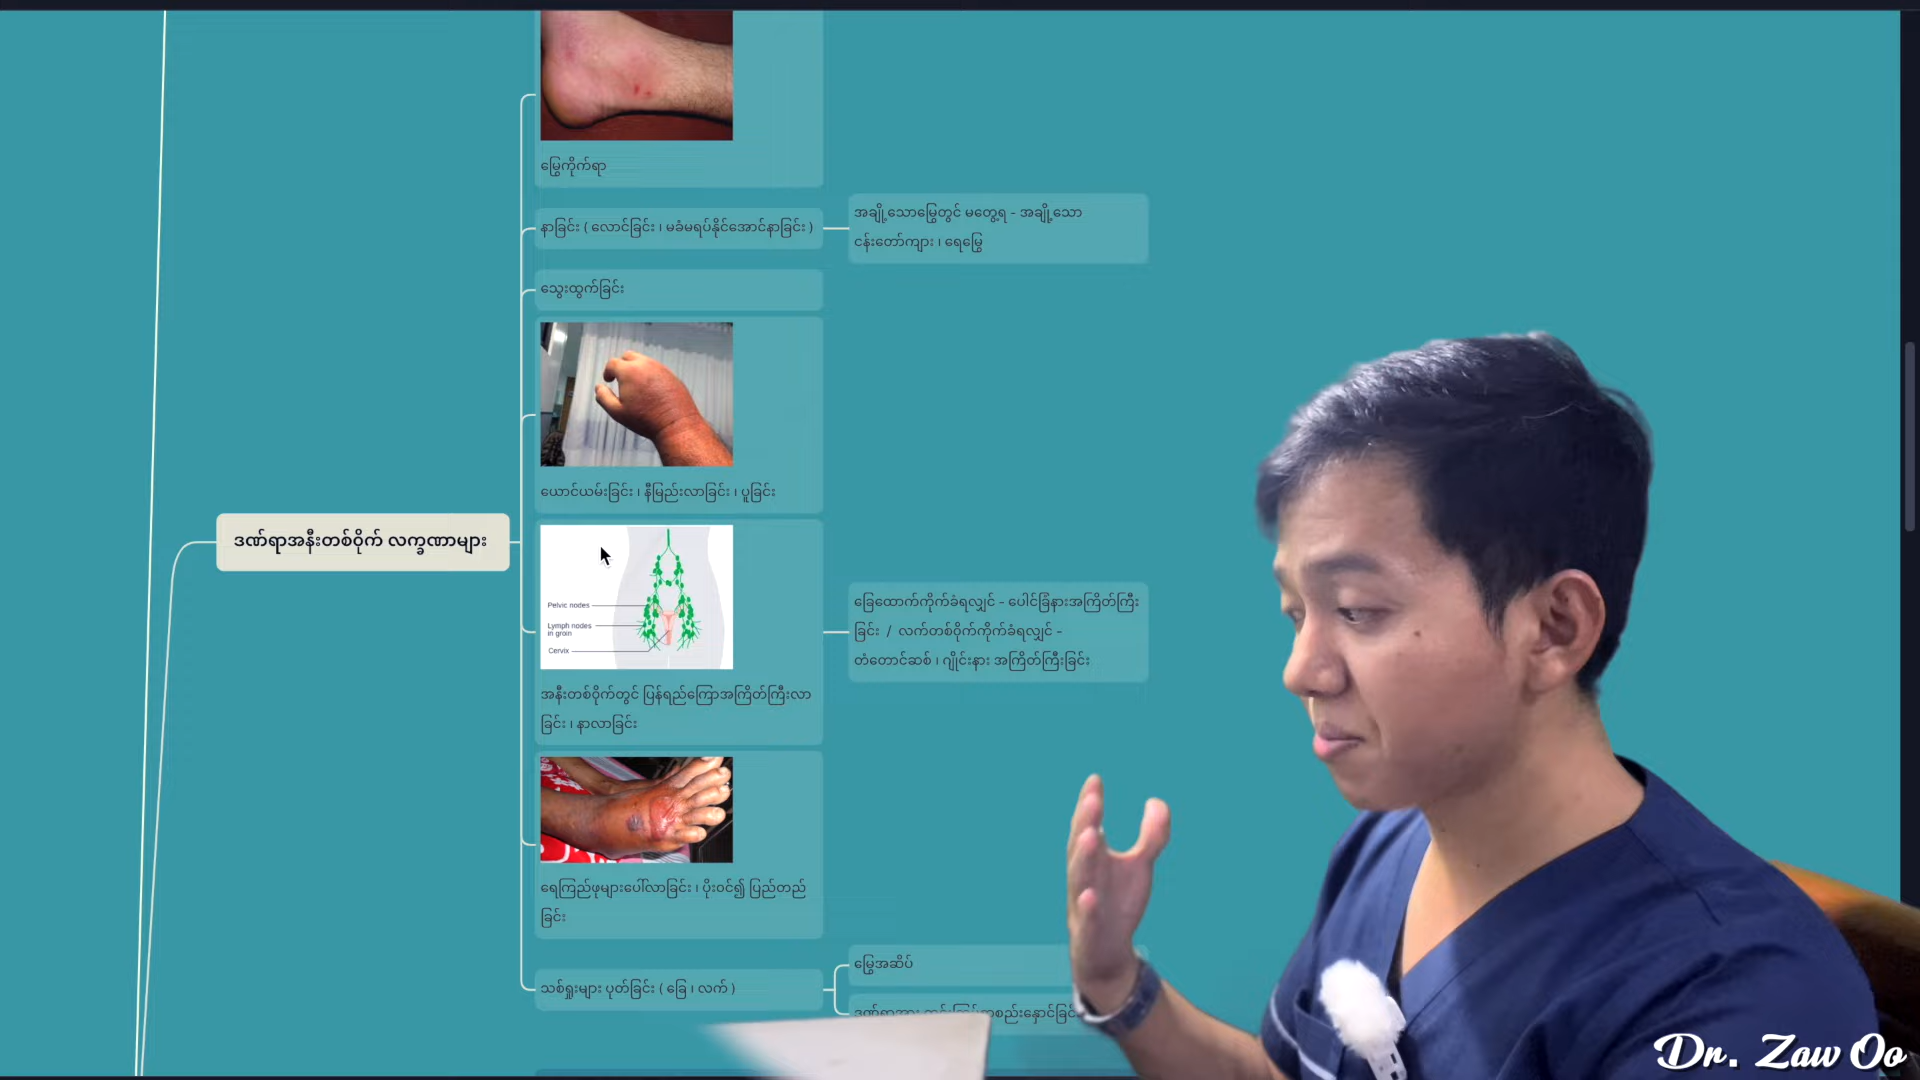 မြွေကိုက်ရာ
နာခြင်း ( လောင်ခြင်း ၊ မခံမရပ်နိုင်အောင်နာခြင်း )
အချို့သောမြွေတွင် မတွေ့ရ - အချို့သော
ငန်းတော်ကျား ၊ ရေမြွေ
သွေးထွက်ခြင်း
ယောင်ယမ်းခြင်း ၊ နီမြည်းလာခြင်း ၊ ပူခြင်း
ဒဏ်ရာအနီးတစ်ဝိုက် လက္ခဏာများ
Pelvic nodes
Lymph nodes
in groin
Cervix
အနီးတစ်ဝိုက်တွင် ပြန်ရည်ကြောအကြိတ်ကြီးလာ
ခြင်း ၊ နာလာခြင်း
ခြေထောက်ကိုက်ခံရလျှင် - ပေါင်ခြံနားအကြိတ်ကြီး
ခြင်း / လက်တစ်ဝိုက်ကိုက်ခံရလျှင် -
တံတောင်ဆစ် ၊ ဂျိုင်းနား အကြိတ်ကြီးခြင်း
ရေကြည်ဖုများပေါ်လာခြင်း ၊ ပိုးဝင်၍ ပြည်တည်
ခြင်း
သစ်ရှူးများ ပုတ်ခြင်း ( ခြေ ၊ လက် )
မြွေအဆိပ်
Dr. Zaw Oo